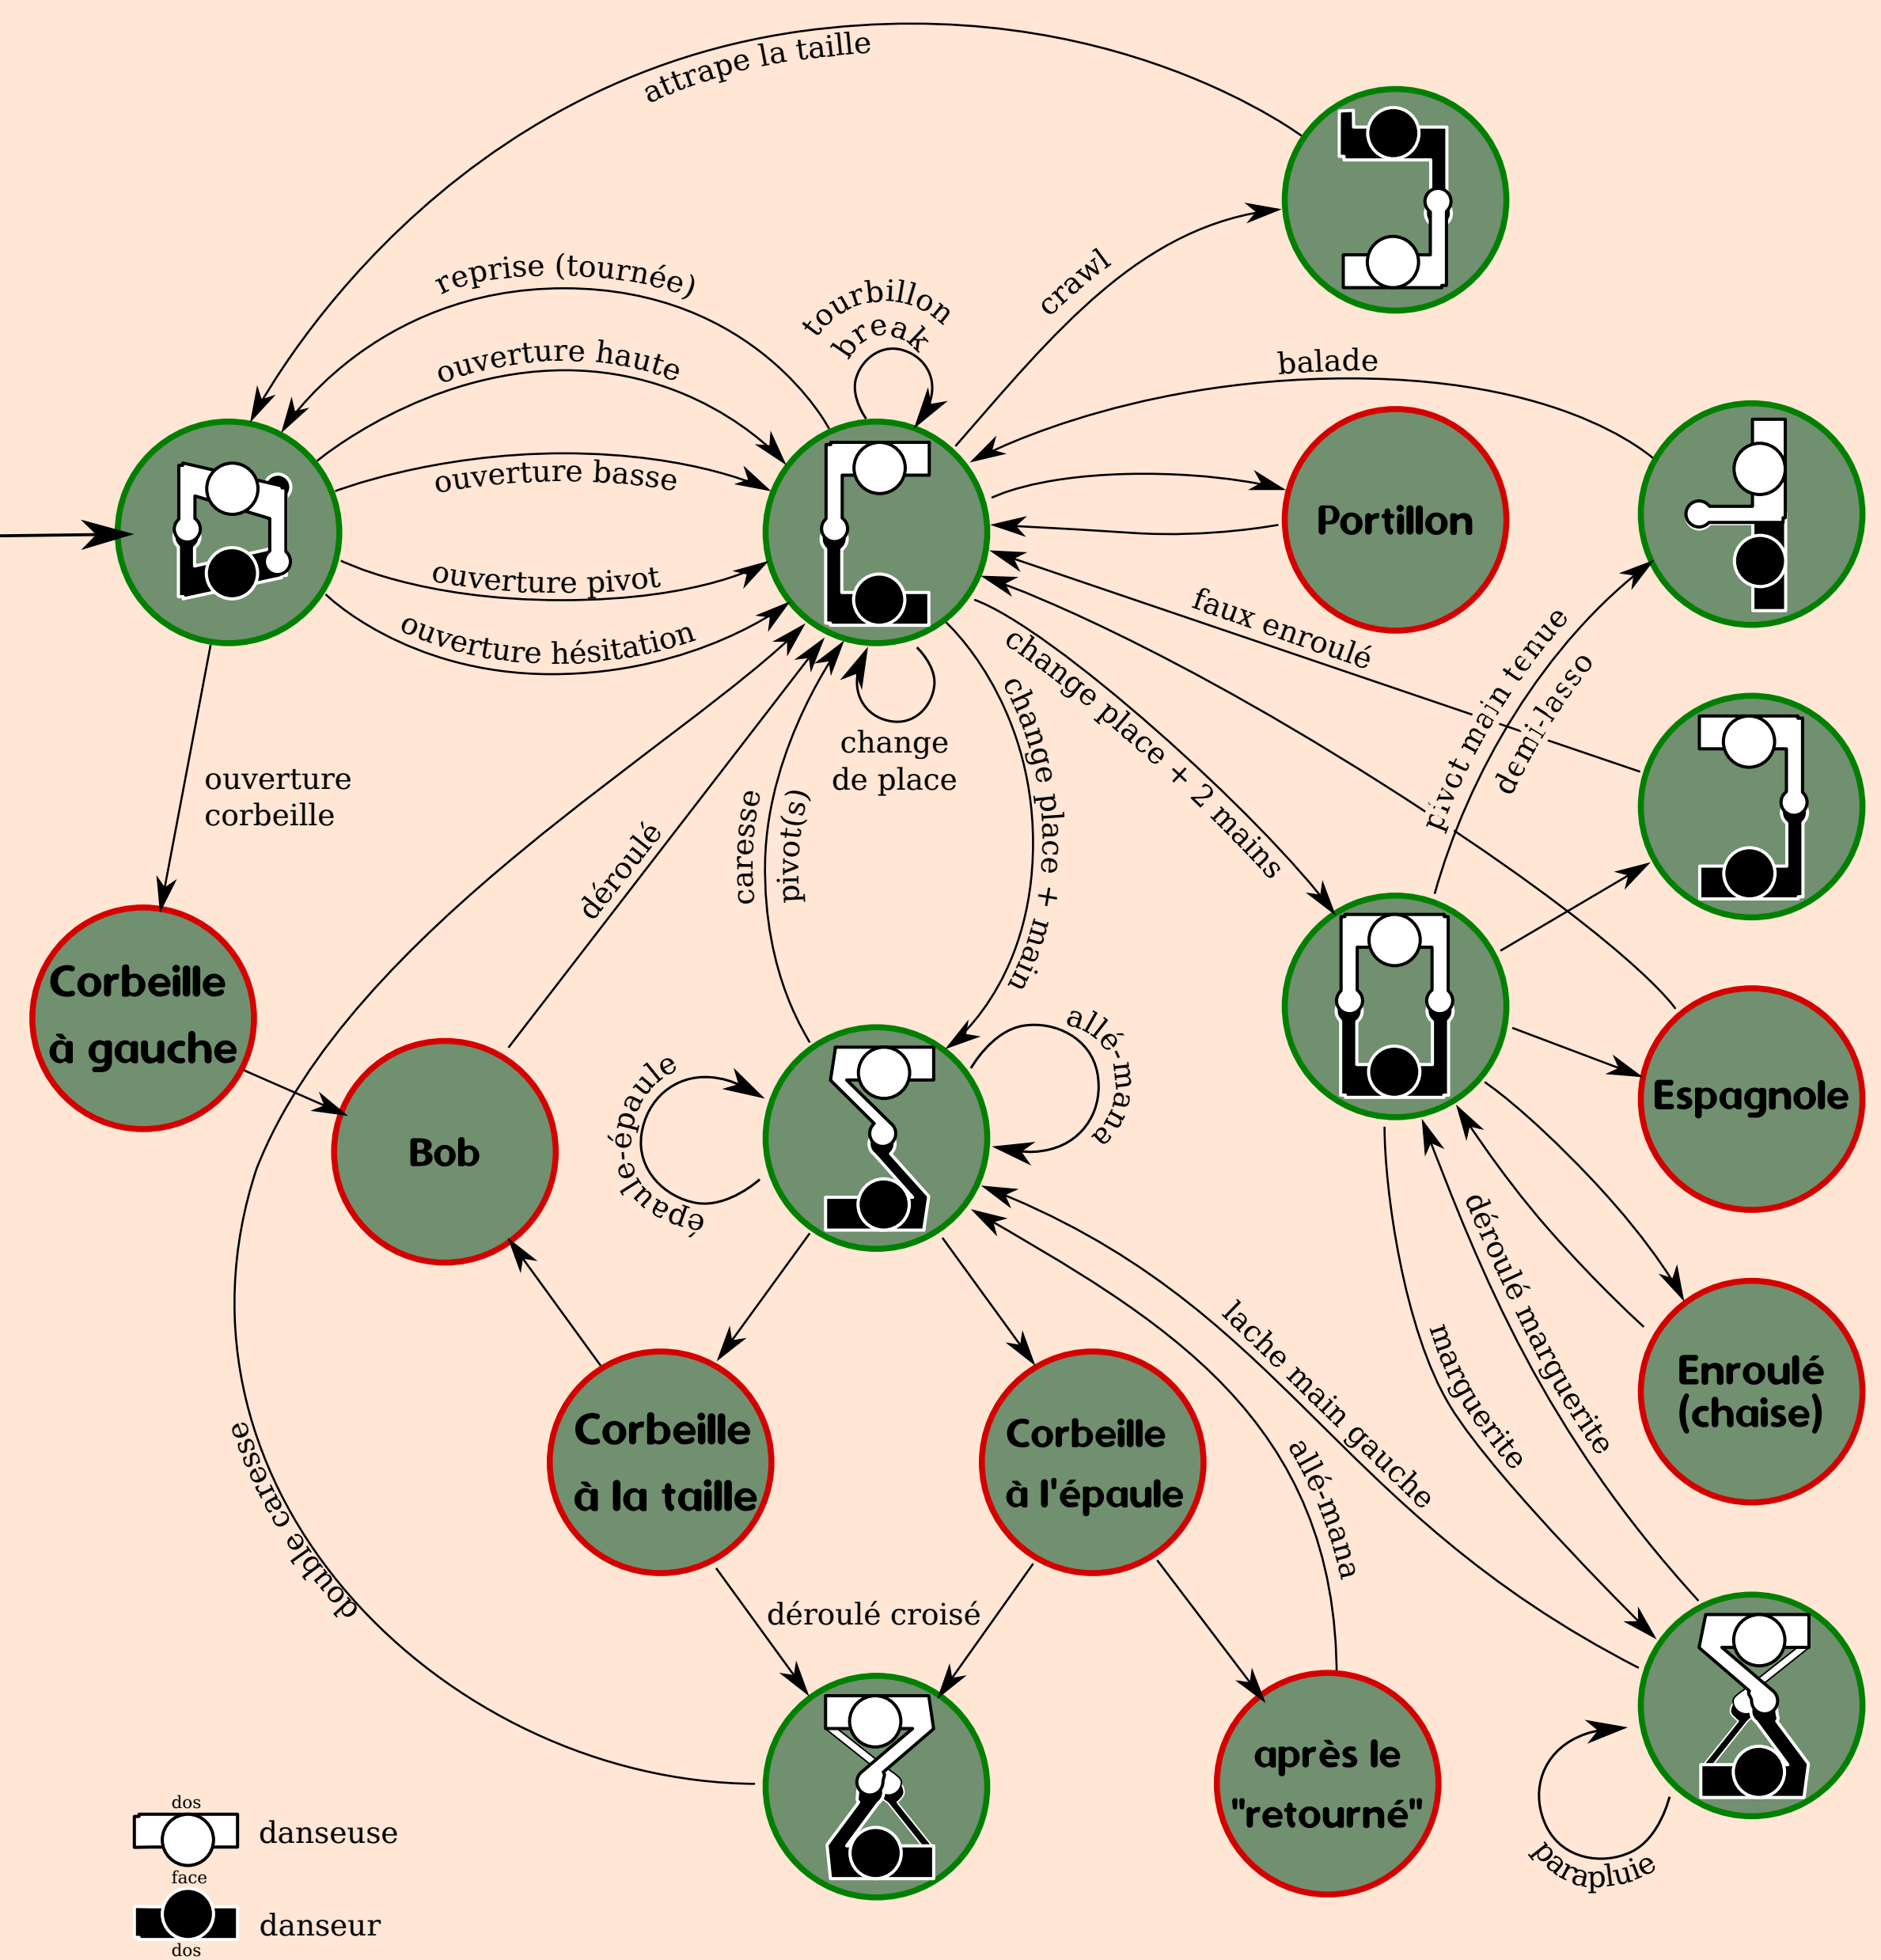 attrape la taille
reprise (tournée)
tourbillon
break
crawl
ouverture haute
balade
ouverture basse
Portillon
ouverture pivot
ouverture hésitation
faux enroulé
change place + 2 mains
pivot main tenue
demi-lasso
change
de place
change place + main
ouverture
corbeille
déroulé
caresse
pivot(s)
Corbeille
à gauche
Bob
épaule-épaule
allé-mana
Espagnole
déroulé marguerite
marguerite
lache main gauche
Enroulé
(chaise)
Corbeille
à la taille
Corbeille
à l'épaule
allé-mana
double caresse
déroulé croisé
après le
"retourné"
parapluie
dos
danseuse
face
danseur
dos